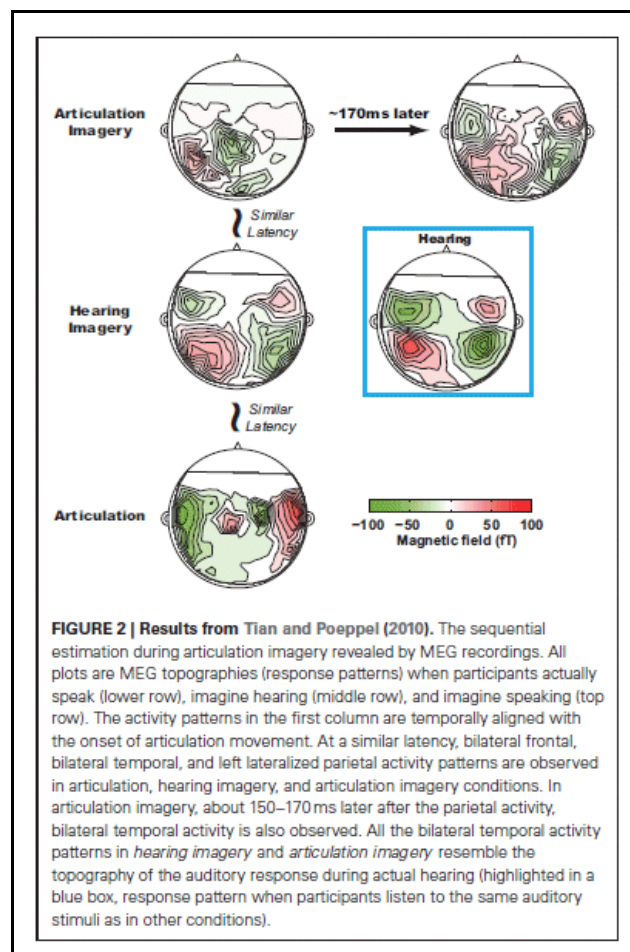 Articulation
Imagery
~170ms later
Similar
Latency
Hearing
Imagery
Hearing
Similar
Latency
Articulation
−100 −50 0 50 100
Magnetic field (fT)
FIGURE 2 | Results from Tian and Poeppel (2010). The sequential
estimation during articulation imagery revealed by MEG recordings. All
plots are MEG topographies (response patterns) when participants actually
speak (lower row), imagine hearing (middle row), and imagine speaking (top
row). The activity patterns in the first column are temporally aligned with
the onset of articulation movement. At a similar latency, bilateral frontal,
bilateral temporal, and left lateralized parietal activity patterns are observed
in articulation, hearing imagery, and articulation imagery conditions. In
articulation imagery, about 150–170 ms later after the parietal activity,
bilateral temporal activity is also observed. All the bilateral temporal activity
patterns in hearing imagery and articulation imagery resemble the
topography of the auditory response during actual hearing (highlighted in a
blue box, response pattern when participants listen to the same auditory
stimuli as in other conditions).